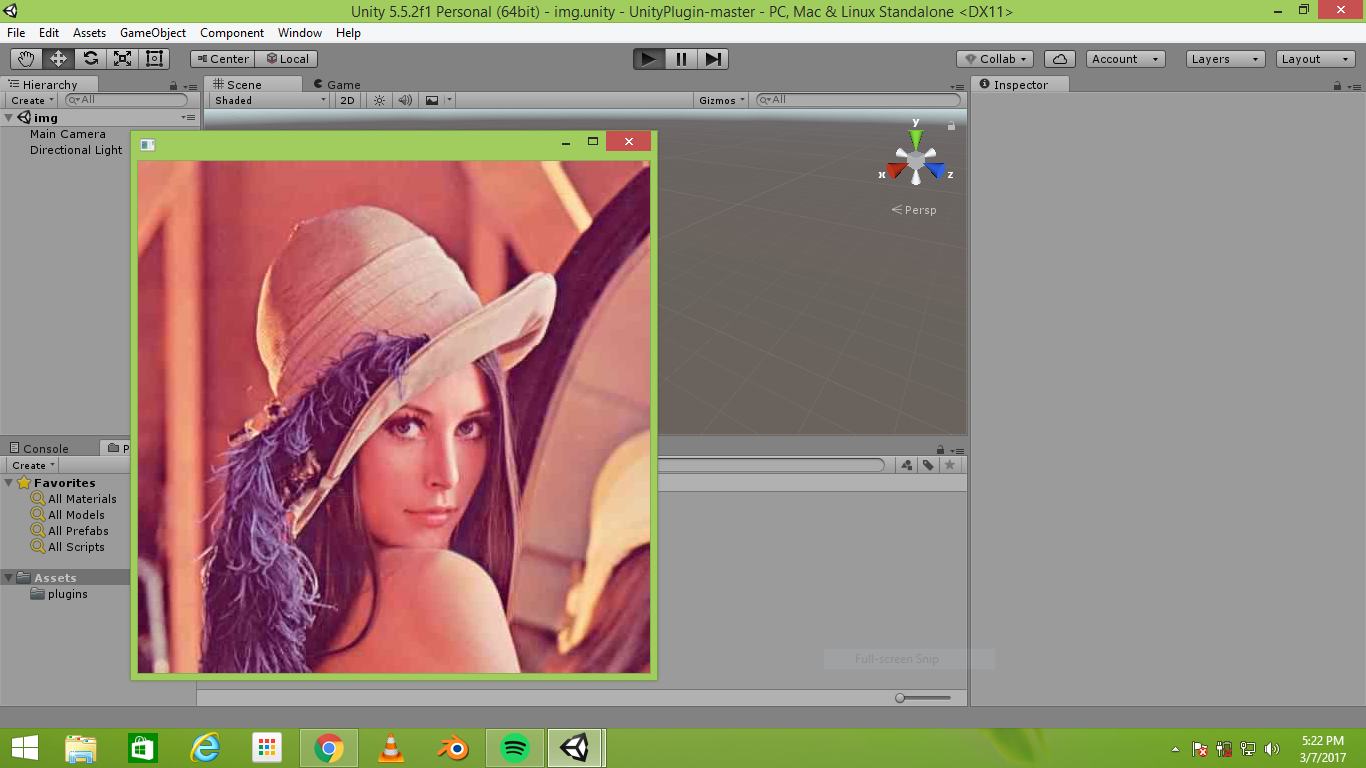 Unity 5.5.2f1 Personal (64bit) - img.unity - UnityPlugin-master - PC, Mac & Linux Standalone <DX11>
File Edit Assets GameObject Component Window Help
Center Local Collab Account Layers Layout
Hierarchy Scene Game Inspector
Create All Shaded 2D Gizmos All
img
Main Camera
Directional Light
y
x z
Persp
Console P
Create
Favorites
All Materials
All Models
All Prefabs
All Scripts
Assets
plugins
Full-screen Snip
5:22 PM
3/7/2017